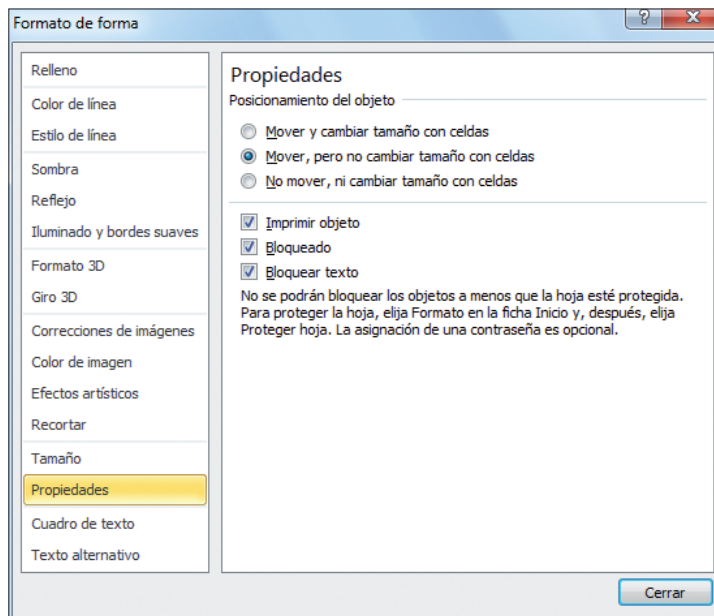 Formato de forma
Relleno
Color de línea
Estilo de línea
Sombra
Reflejo
Iluminado y bordes suaves
Formato 3D
Giro 3D
Correcciones de imágenes
Color de imagen
Efectos artísticos
Recortar
Tamaño
Propiedades
Cuadro de texto
Texto alternativo
Propiedades
Posicionamiento del objeto
Mover y cambiar tamaño con celdas
Mover, pero no cambiar tamaño con celdas
No mover, ni cambiar tamaño con celdas
Imprimir objeto
Bloqueado
Bloquear texto
No se podrán bloquear los objetos a menos que la hoja esté protegida.
Para proteger la hoja, elija Formato en la ficha Inicio y, después, elija
Proteger hoja. La asignación de una contraseña es opcional.
Cerrar